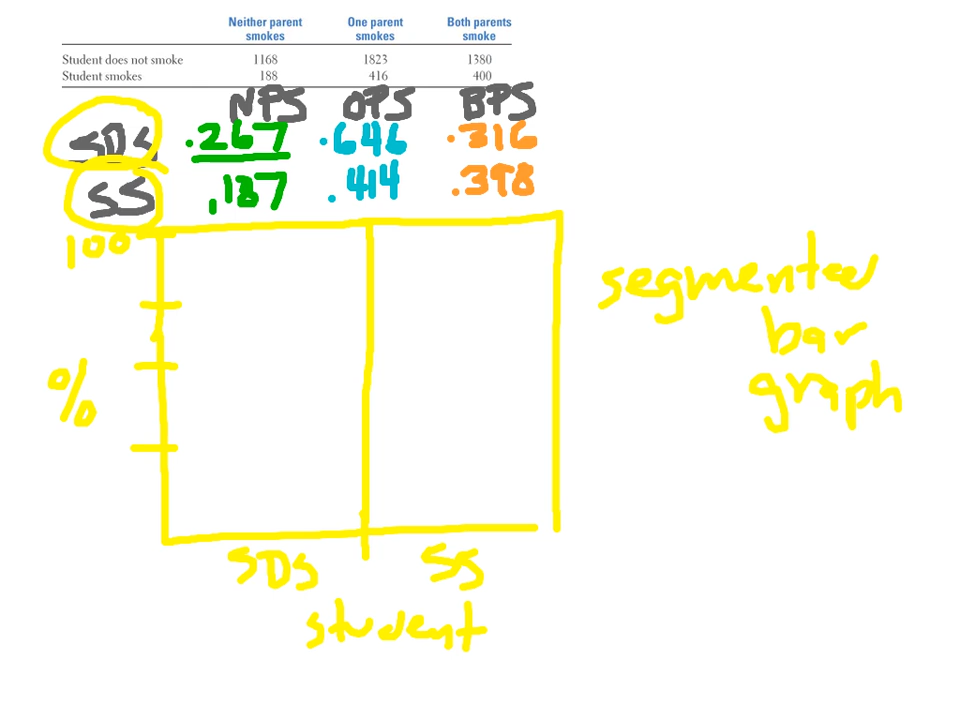 Neither parent smokes One parent smokes Both parents smoke
Student does not smoke 1168 1823 1380
Student smokes 188 416 400
NPS OPS BPS
SDS .267 .646 .316
SS .187 .414 .398
100
segmented
bar
graph
%
SDS SS
student